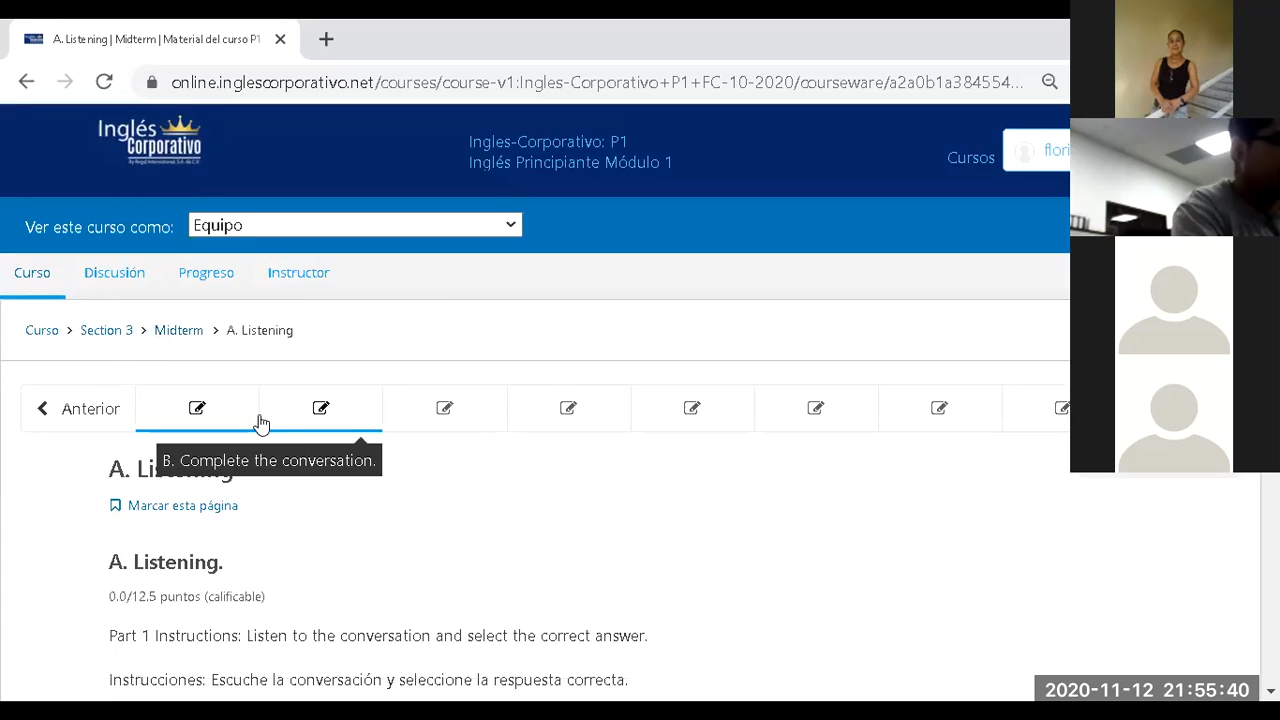 A. Listening | Midterm | Material del curso P1
online.inglescorporativo.net/courses/course-v1:Ingles-Corporativo+P1+FC-10-2020/courseware/a2a0b1a384554...
Inglés
Corporativo
Ingles-Corporativo: P1
Inglés Principiante Módulo 1
Cursos
flori
Ver este curso como:
Equipo
Curso
Discusión
Progreso
Instructor
Curso > Section 3 > Midterm > A. Listening
Anterior
B. Complete the conversation.
A. Listening
Marcar esta página
A. Listening.
0.0/12.5 puntos (calificable)
Part 1 Instructions: Listen to the conversation and select the correct answer.
Instrucciones: Escuche la conversación y seleccione la respuesta correcta.
2020-11-12 21:55:40